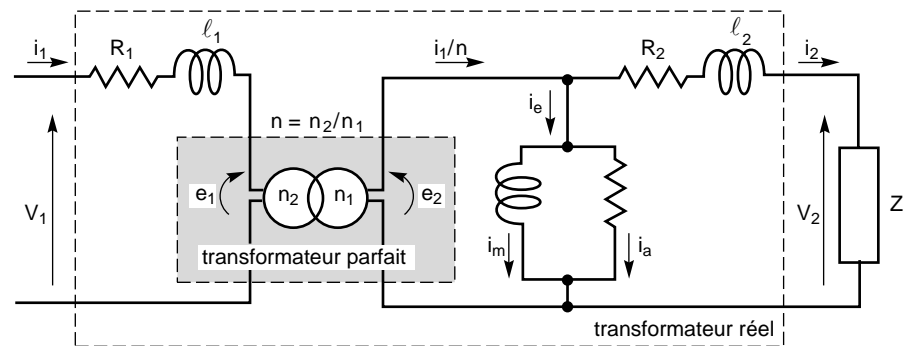 i1 R1 ℓ1 i1/n R2 ℓ2 i2
ie
n = n2/n1
V1 e1 n2 n1 e2 V2 Z
im ia
transformateur parfait
transformateur réel